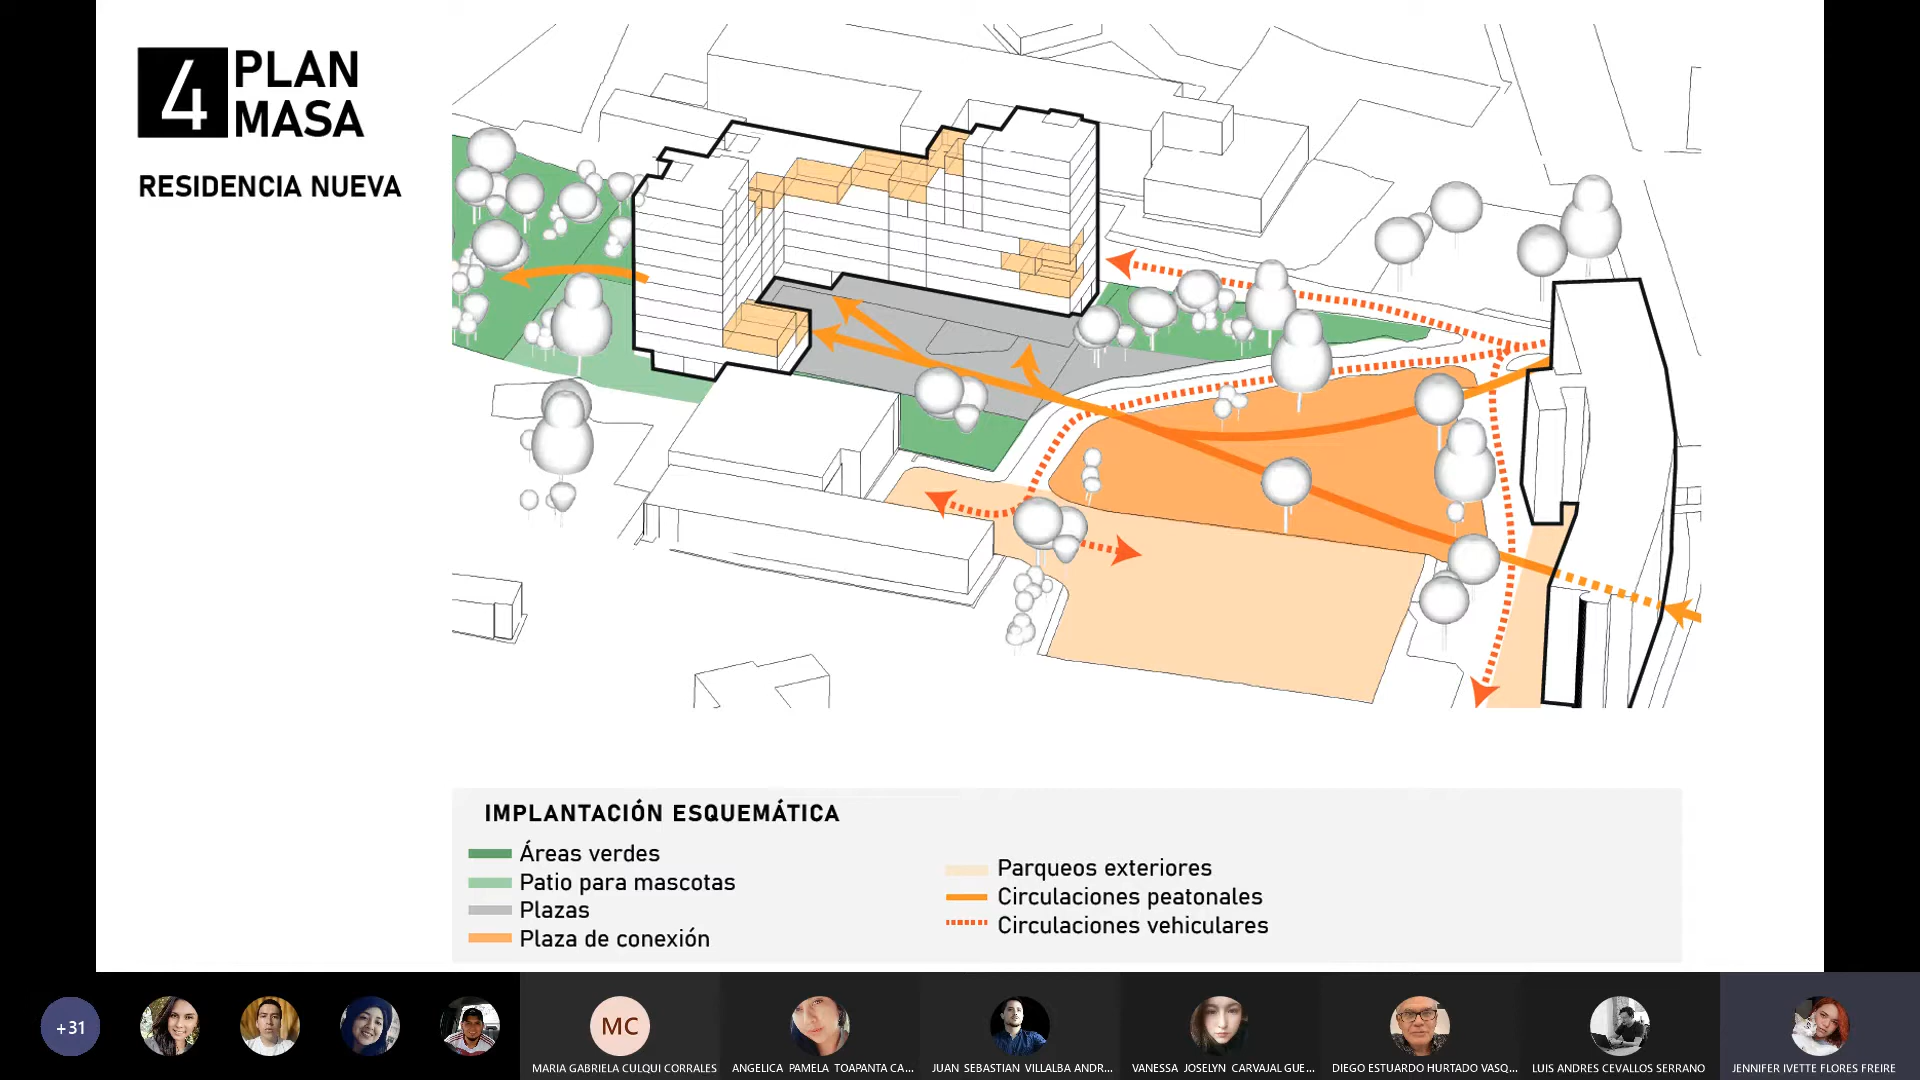 4 PLAN
MASA
RESIDENCIA NUEVA
IMPLANTACIÓN ESQUEMÁTICA
Áreas verdes
Patio para mascotas
Plazas
Plaza de conexión
Parqueos exteriores
Circulaciones peatonales
Circulaciones vehiculares
+31
MC
MARIA GABRIELA CULQUI CORRALES
ANGELICA PAMELA TOAPANTA CA...
JUAN SEBASTIAN VILLALBA ANDR...
VANESSA JOSELYN CARVAJAL GUE...
DIEGO ESTUARDO HURTADO VASQ...
LUIS ANDRES CEVALLOS SERRANO
JENNIFER IVETTE FLORES FREIRE